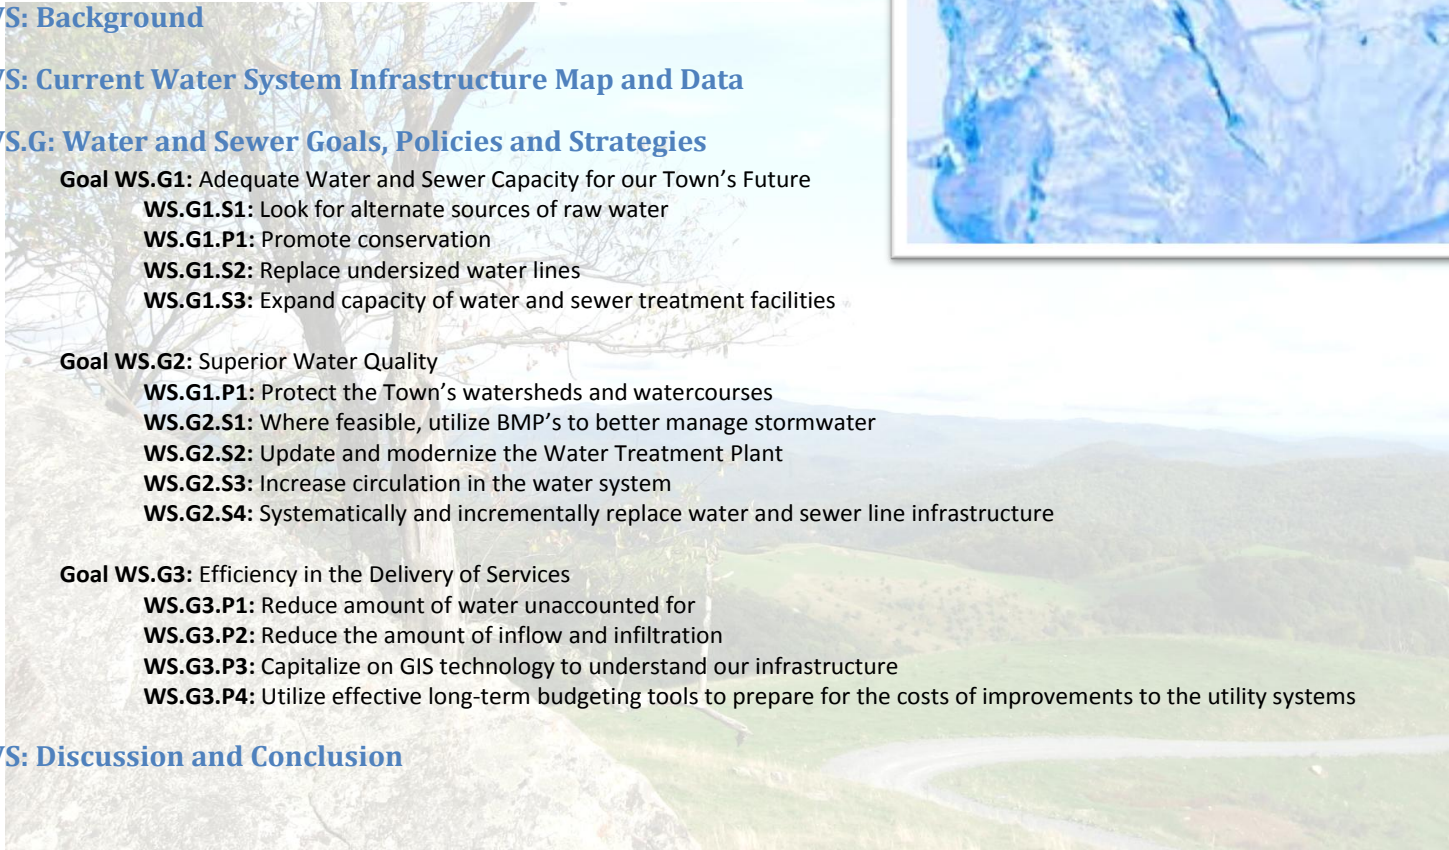 S: Background
S: Current Water System Infrastructure Map and Data
S.G: Water and Sewer Goals, Policies and Strategies
Goal WS.G1: Adequate Water and Sewer Capacity for our Town’s Future
WS.G1.S1: Look for alternate sources of raw water
WS.G1.P1: Promote conservation
WS.G1.S2: Replace undersized water lines
WS.G1.S3: Expand capacity of water and sewer treatment facilities
Goal WS.G2: Superior Water Quality
WS.G1.P1: Protect the Town’s watersheds and watercourses
WS.G2.S1: Where feasible, utilize BMP’s to better manage stormwater
WS.G2.S2: Update and modernize the Water Treatment Plant
WS.G2.S3: Increase circulation in the water system
WS.G2.S4: Systematically and incrementally replace water and sewer line infrastructure
Goal WS.G3: Efficiency in the Delivery of Services
WS.G3.P1: Reduce amount of water unaccounted for
WS.G3.P2: Reduce the amount of inflow and infiltration
WS.G3.P3: Capitalize on GIS technology to understand our infrastructure
WS.G3.P4: Utilize effective long-term budgeting tools to prepare for the costs of improvements to the utility systems
S: Discussion and Conclusion